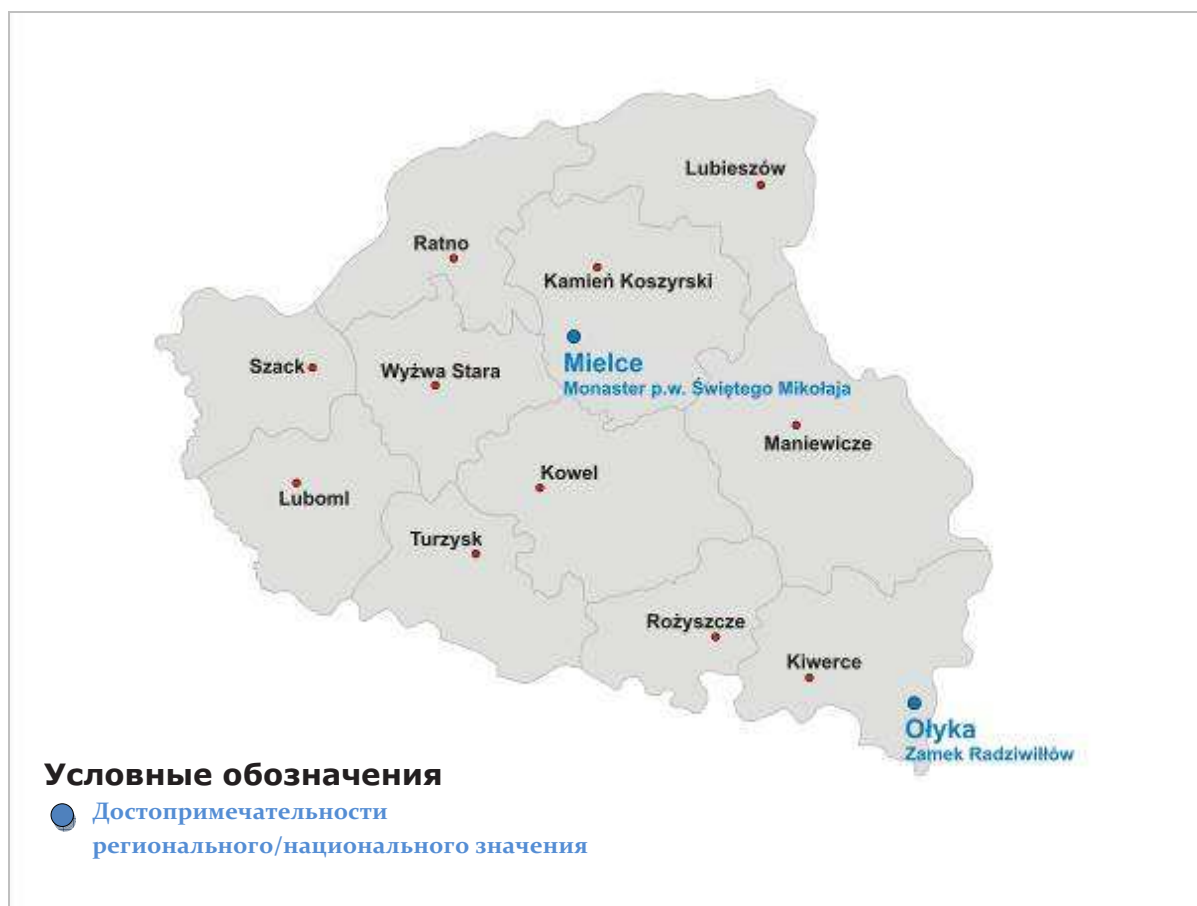 Lubieszów
Ratno
Kamień Koszyrski
Mielce
Monaster p.w. Świętego Mikołaja
Szack
Wyżwa Stara
Maniewicze
Kowel
Luboml
Turzysk
Rożyszcze
Kiwerce
Ołyka
Zamek Radziwiłłów
Условные обозначения
Достопримечательности
регионального/национального значения